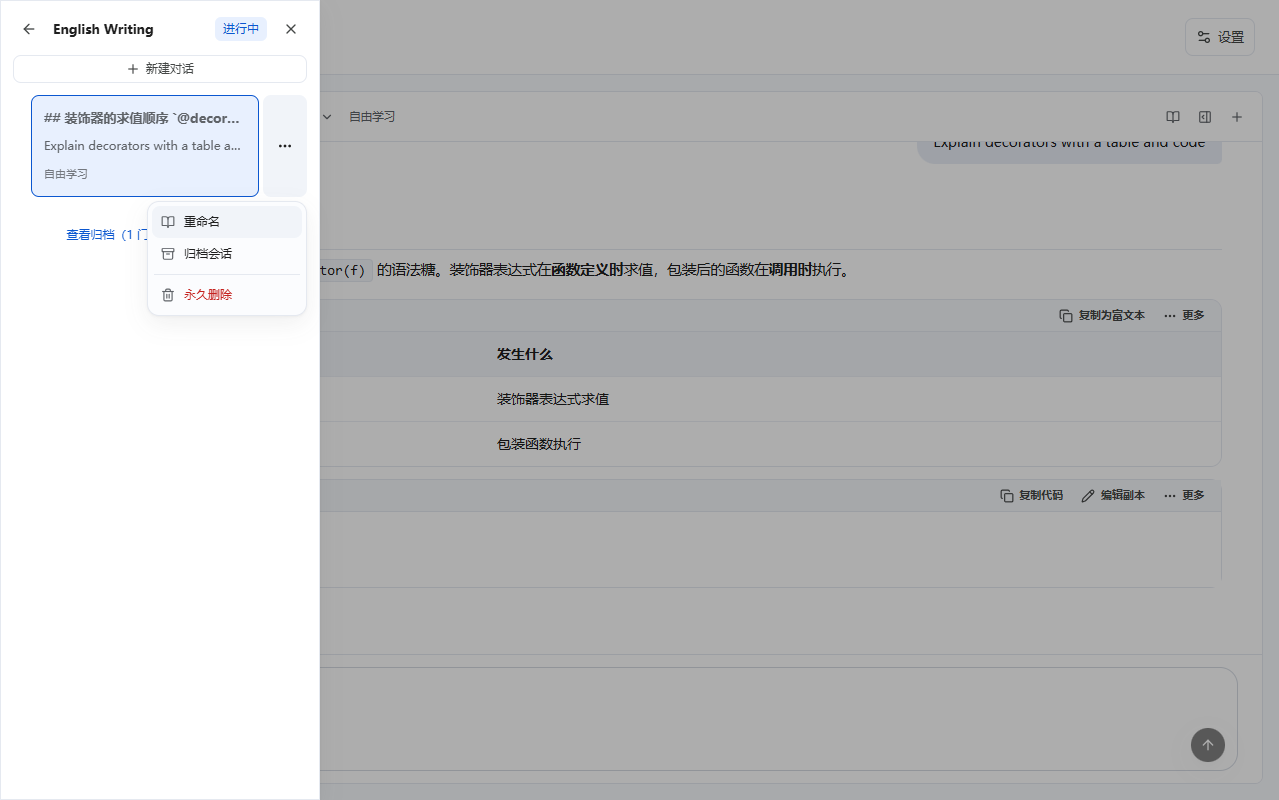 English Writing
进行中
新建对话
## 装饰器的求值顺序 `@decor...
Explain decorators with a table a...
自由学习
查看归档（1 门
重命名
归档会话
永久删除
设置
自由学习
Explain decorators with a table and code
tor(f) 的语法糖。装饰器表达式在函数定义时求值，包装后的函数在调用时执行。
复制为富文本 更多
发生什么
装饰器表达式求值
包装函数执行
复制代码 编辑副本 更多